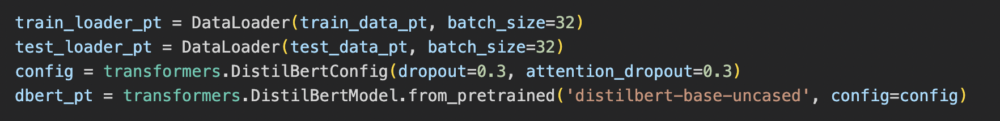 train_loader_pt = DataLoader(train_data_pt, batch_size=32)
test_loader_pt = DataLoader(test_data_pt, batch_size=32)
config = transformers.DistilBertConfig(dropout=0.3, attention_dropout=0.3)
dbert_pt = transformers.DistilBertModel.from_pretrained('distilbert-base-uncased', config=config)